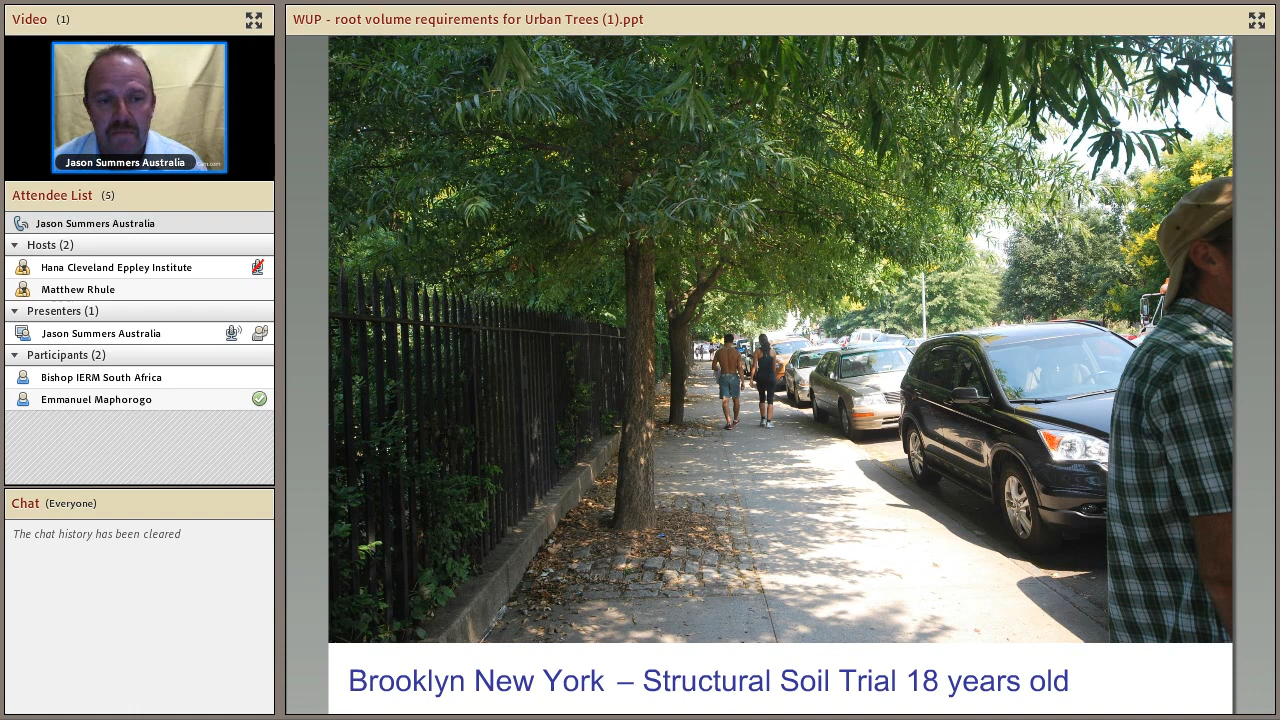 Video (1)
Jason Summers Australia
Attendee List (5)
Jason Summers Australia
Hosts (2)
Hana Cleveland Eppley Institute
Matthew Rhule
Presenters (1)
Jason Summers Australia
Participants (2)
Bishop IERM South Africa
Emmanuel Maphorogo
Chat (Everyone)
The chat history has been cleared
WUP - root volume requirements for Urban Trees (1).ppt
Brooklyn New York – Structural Soil Trial 18 years old